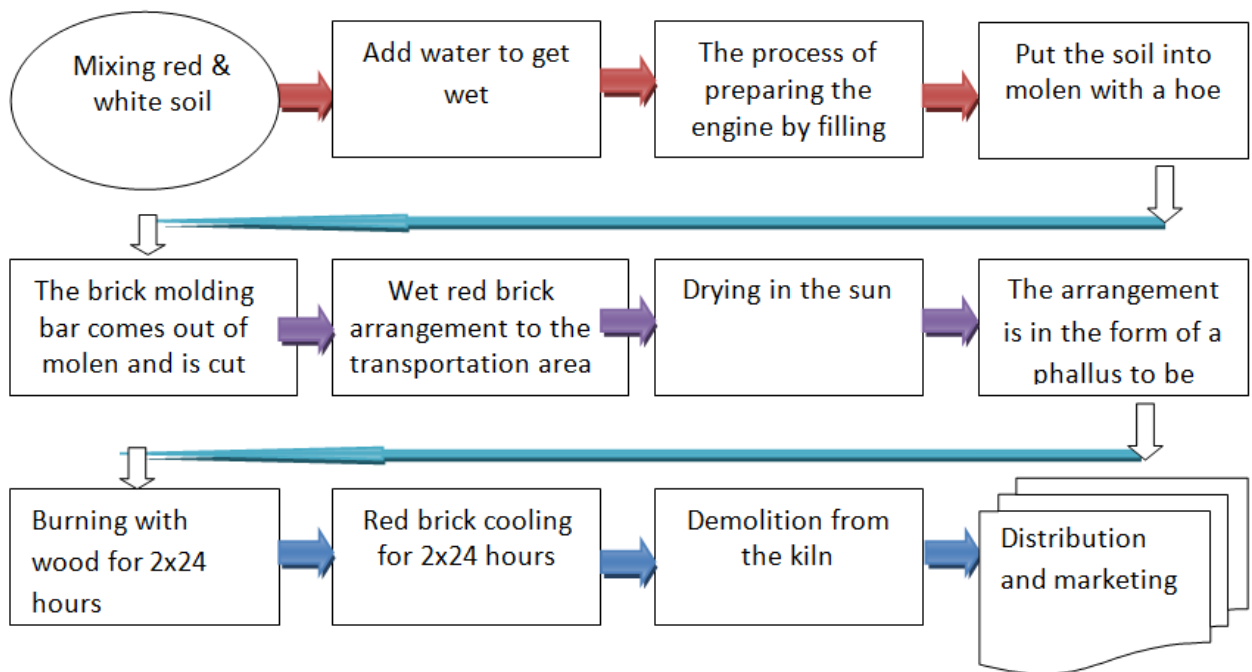 Mixing red &
white soil
Add water to get
wet
The process of
preparing the
engine by filling
Put the soil into
molen with a hoe
The brick molding
bar comes out of
molen and is cut
Wet red brick
arrangement to the
transportation area
Drying in the sun
The arrangement
is in the form of a
phallus to be
Burning with
wood for 2x24
hours
Red brick cooling
for 2x24 hours
Demolition from
the kiln
Distribution
and marketing